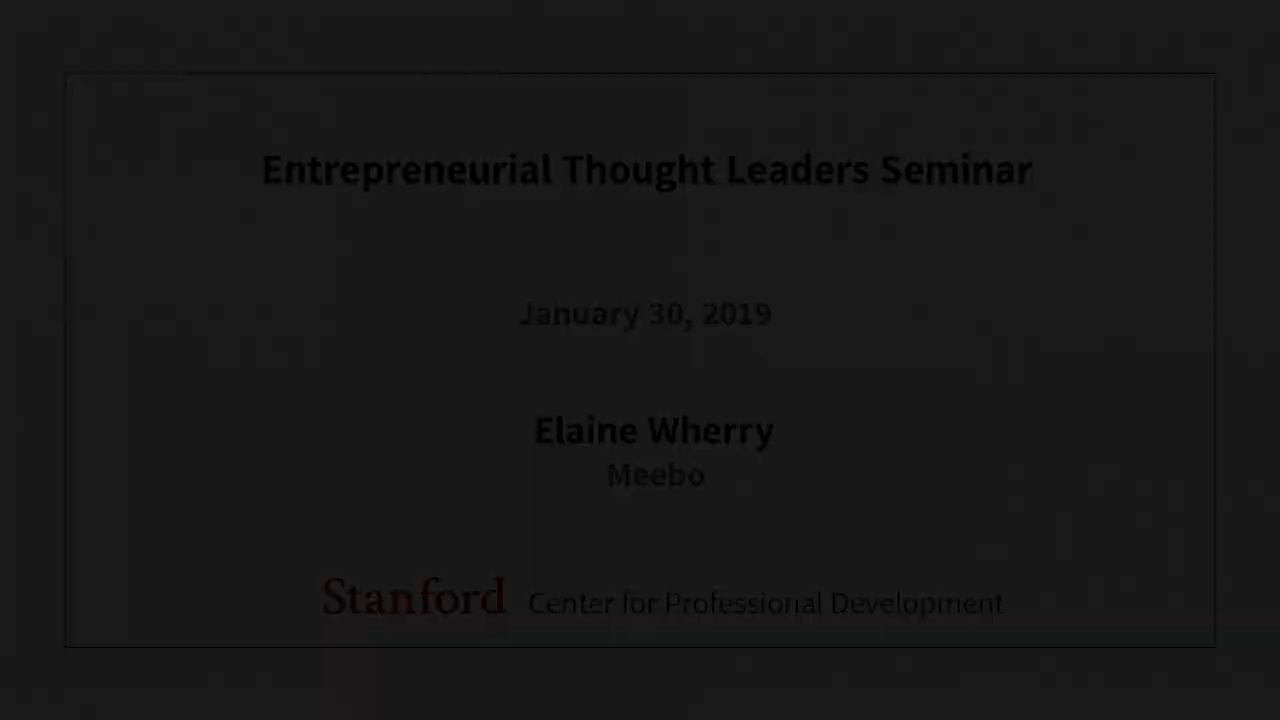 Entrepreneurial Thought Leaders Seminar
January 30, 2019
Elaine Wherry
Meebo
Stanford Center for Professional Development